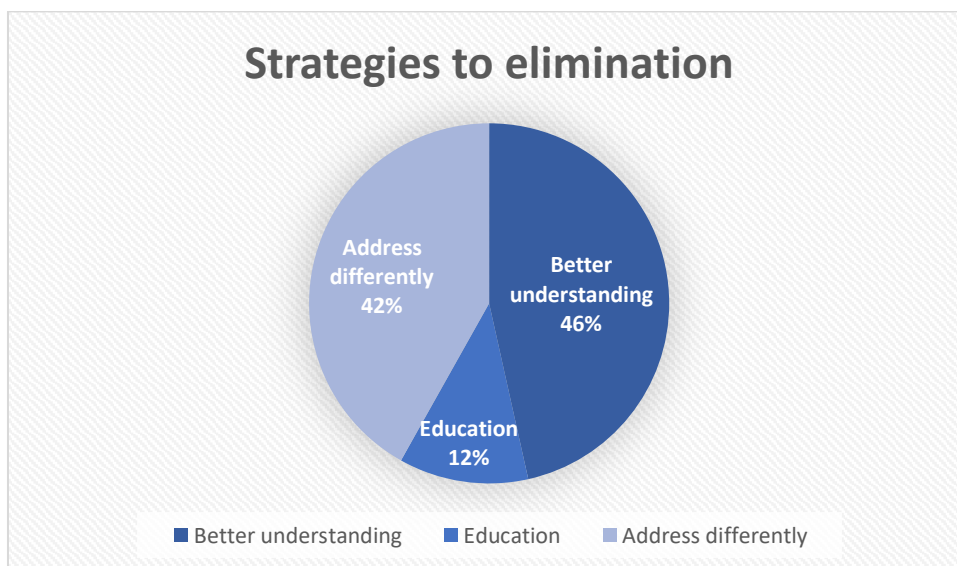 Strategies to elimination
Address
differently
42%
Better
understanding
46%
Education
12%
Better understanding
Education
Address differently